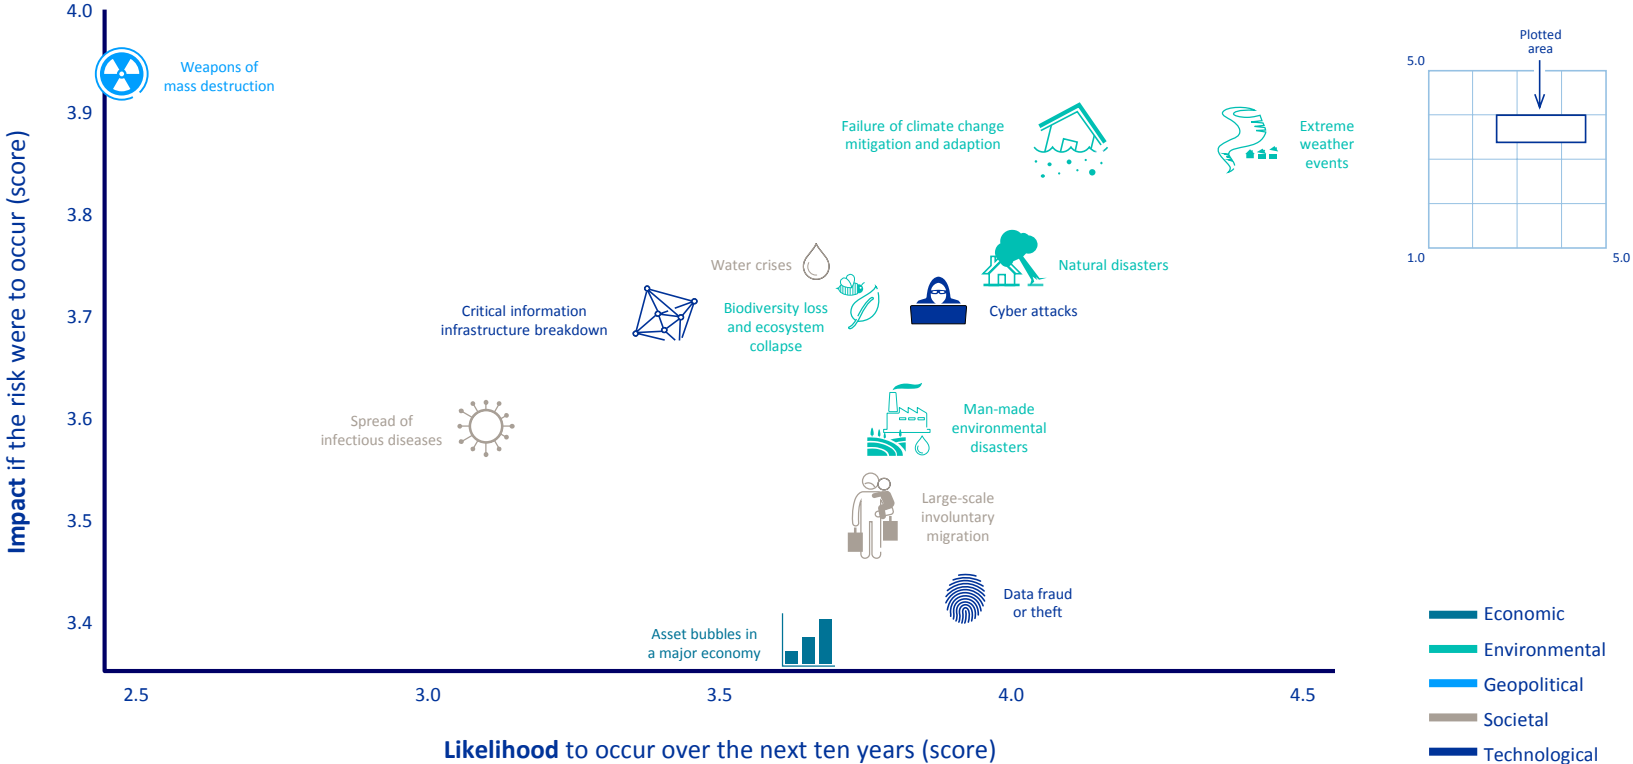 4.0
3.9
3.8
3.7
3.6
3.5
3.4
Impact if the risk were to occur (score)
Weapons of
mass destruction
Failure of climate change
mitigation and adaption
Extreme
weather
events
Water crises
Natural disasters
Critical information
infrastructure breakdown
Biodiversity loss
and ecosystem
collapse
Cyber attacks
Spread of
infectious diseases
Man-made
environmental
disasters
Large-scale
involuntary
migration
Data fraud
or theft
Asset bubbles in
a major economy
2.5
3.0
3.5
4.0
4.5
Likelihood to occur over the next ten years (score)
Plotted
area
5.0
1.0
5.0
Economic
Environmental
Geopolitical
Societal
Technological